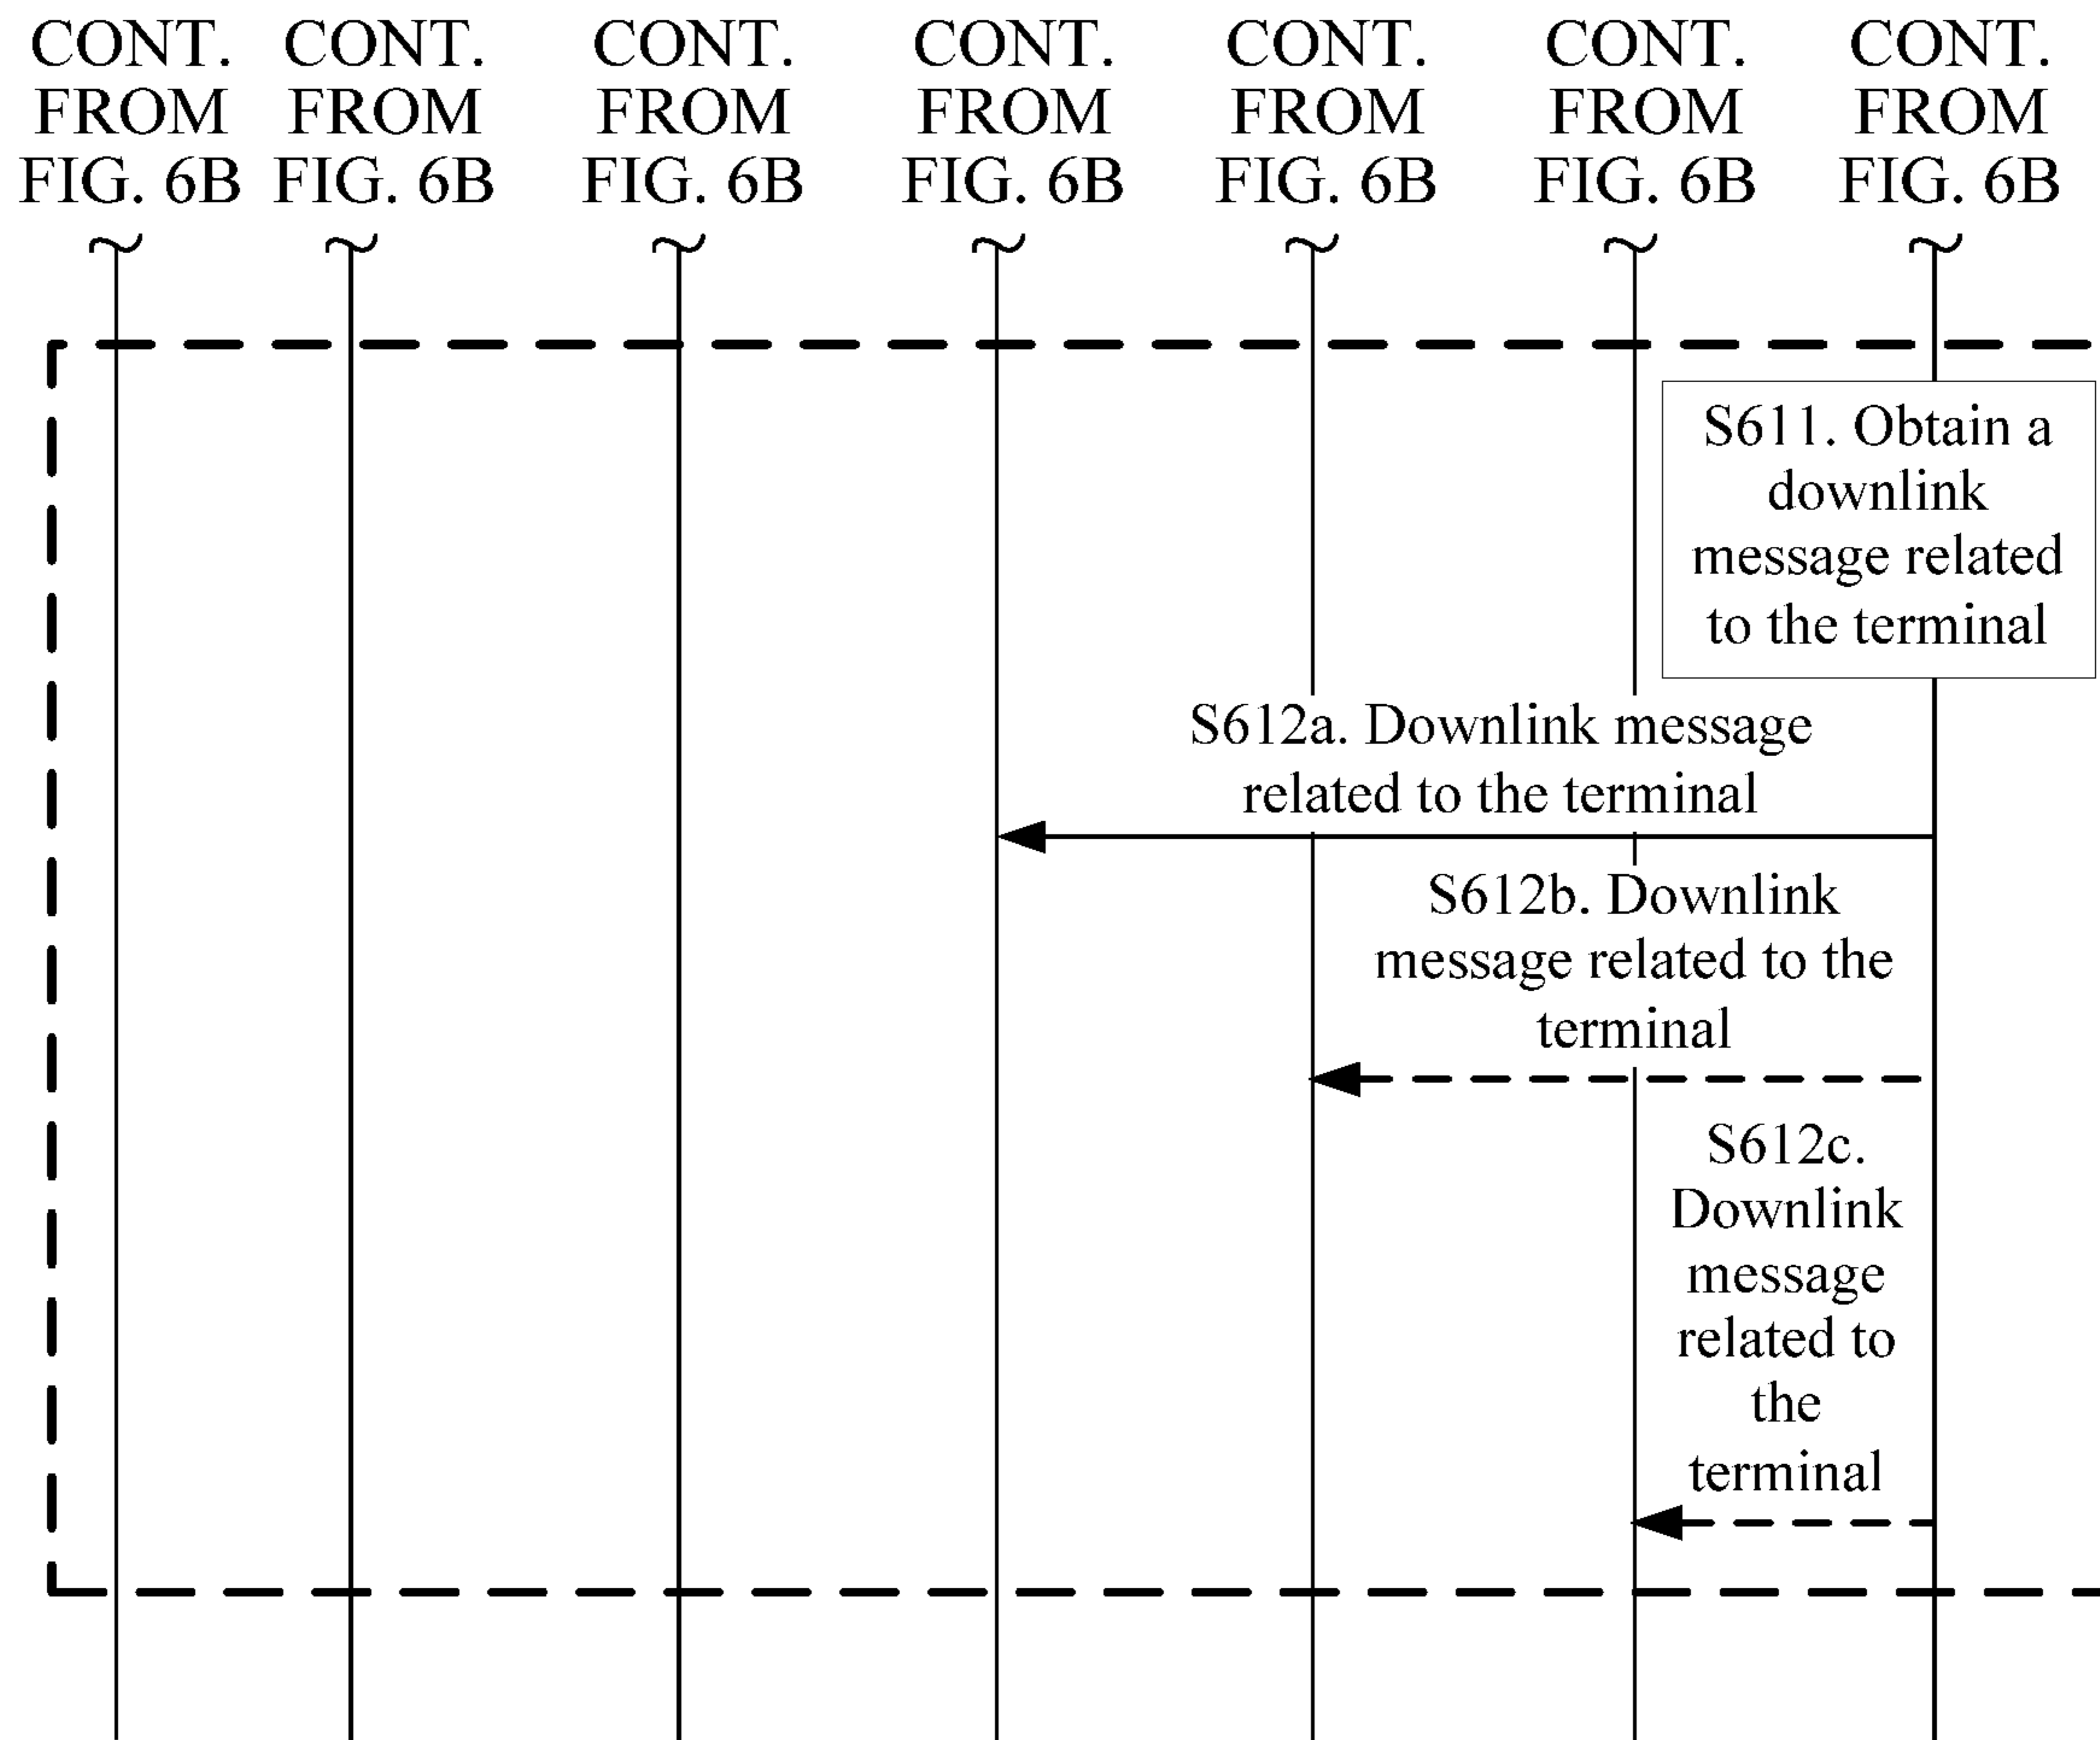 CONT. CONT. CONT. CONT. CONT. CONT. CONT.
FROM FROM FROM FROM FROM FROM FROM
FIG. 6B FIG. 6B FIG. 6B FIG. 6B FIG. 6B FIG. 6B FIG. 6B
S611. Obtain a
downlink
message related
to the terminal
S612a. Downlink message
related to the terminal
S612b. Downlink
message related to the
terminal
S612c.
Downlink
message
related to
the
terminal